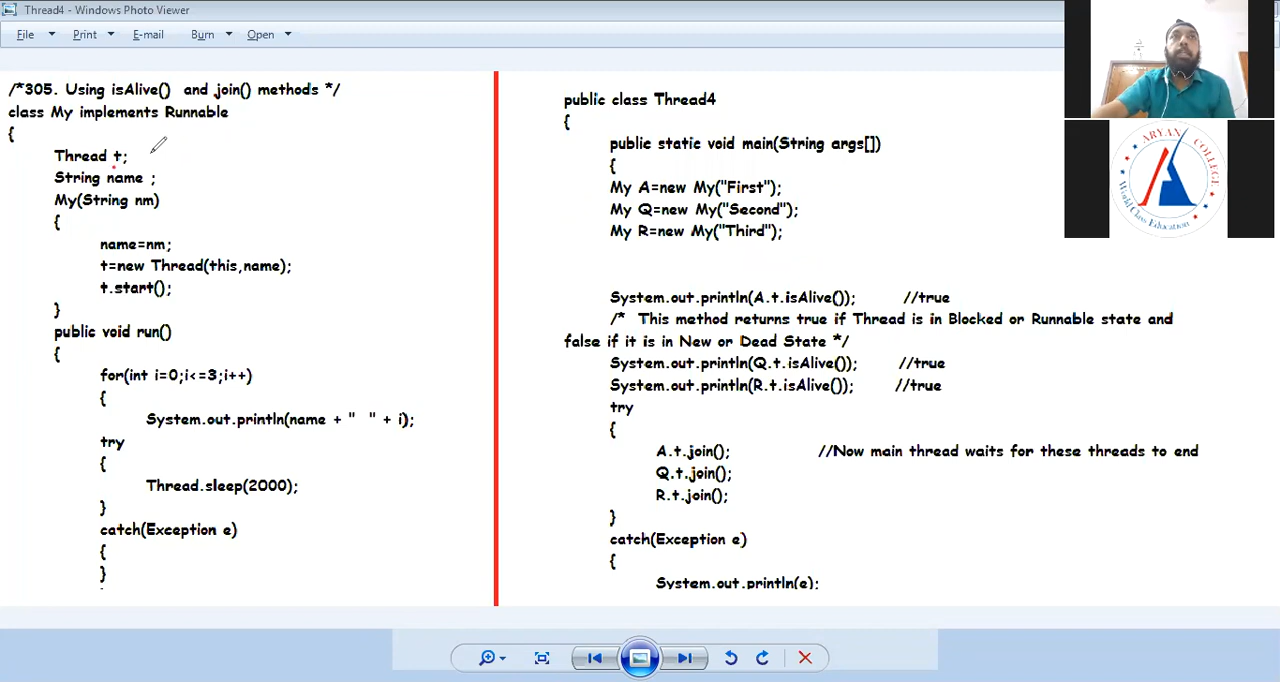 Thread4 - Windows Photo Viewer
File Print E-mail Burn Open
/*305. Using isAlive() and join() methods */
class My implements Runnable
{
Thread t;
String name ;
My(String nm)
{
name=nm;
t=new Thread(this,name);
t.start();
}
public void run()
{
for(int i=0;i<=3;i++)
{
System.out.println(name + " " + i);
try
{
Thread.sleep(2000);
}
catch(Exception e)
{
}
public class Thread4
{
public static void main(String args[])
{
My A=new My("First");
My Q=new My("Second");
My R=new My("Third");
System.out.println(A.t.isAlive()); //true
/* This method returns true if Thread is in Blocked or Runnable state and
false if it is in New or Dead State */
System.out.println(Q.t.isAlive()); //true
System.out.println(R.t.isAlive()); //true
try
{
A.t.join(); //Now main thread waits for these threads to end
Q.t.join();
R.t.join();
}
catch(Exception e)
{
System.out.println(e);
ARYAN COLLEGE
World Class Education